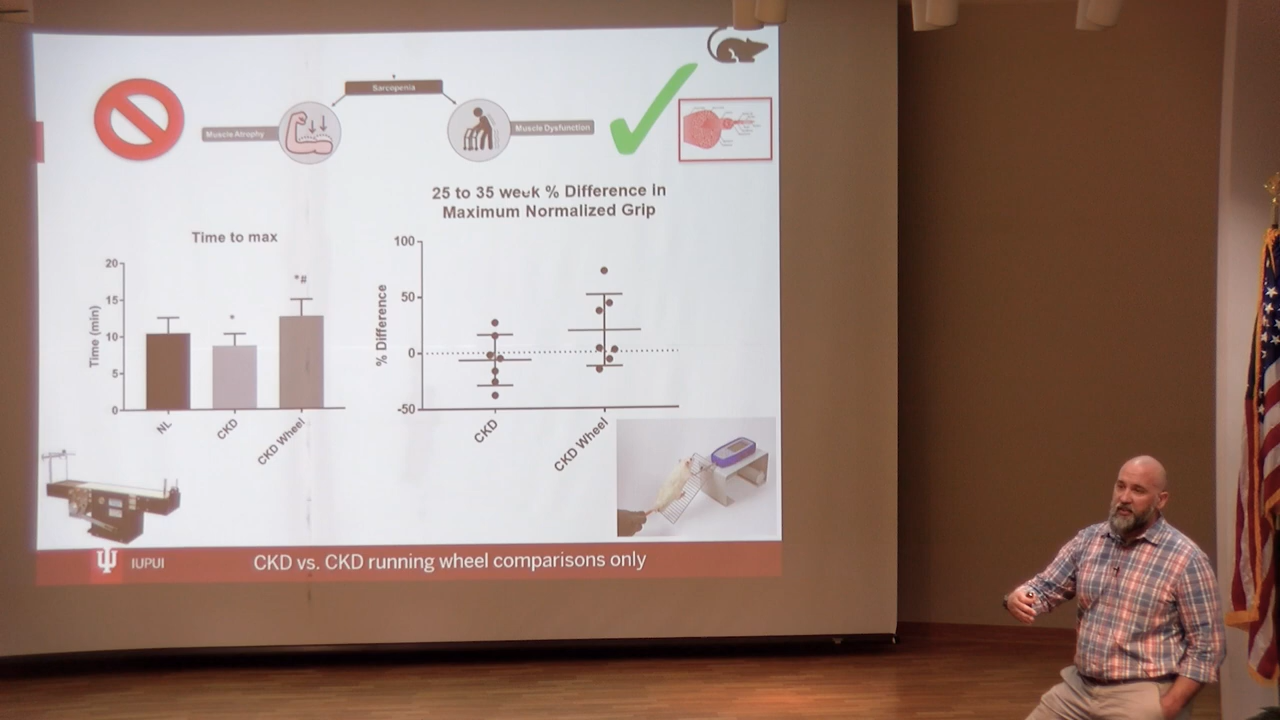 Sarcopenia
Muscle Atrophy
Muscle Dysfunction
25 to 35 week % Difference in
Maximum Normalized Grip
Time to max
Time (min)
20
15
10
5
0
*
*#
NL
CKD
CKD Wheel
% Difference
100
50
0
-50
CKD
CKD Wheel
IUPUI
CKD vs. CKD running wheel comparisons only